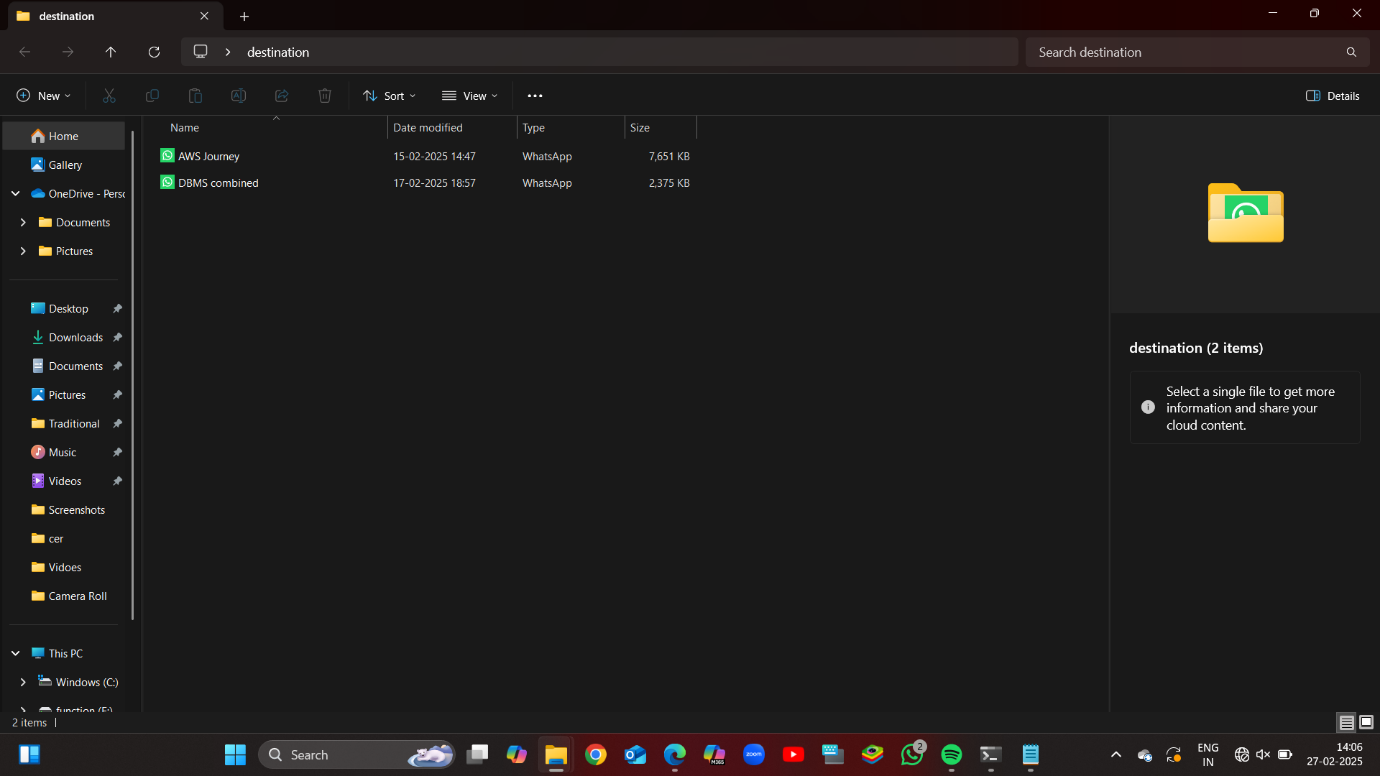 destination
destination
Search destination
New
Sort
View
Details
Name
Date modified
Type
Size
AWS Journey
15-02-2025 14:47
WhatsApp
7,651 KB
DBMS combined
17-02-2025 18:57
WhatsApp
2,375 KB
Home
Gallery
OneDrive - Perso
Documents
Pictures
Desktop
Downloads
Documents
Pictures
Traditional
Music
Videos
Screenshots
cer
Vidoes
Camera Roll
This PC
Windows (C:)
function (E:)
destination (2 items)
Select a single file to get more
information and share your
cloud content.
2 items
Search
M365
zoom
2
ENG
IN
14:06
27-02-2025